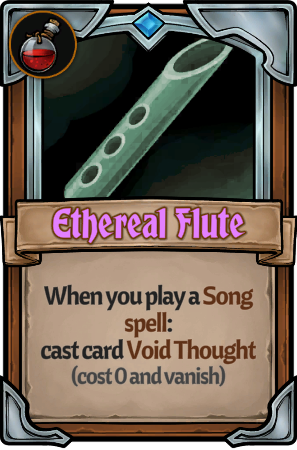 Ethereal Flute
When you play a Song
spell:
cast card Void Thought
(cost 0 and vanish)